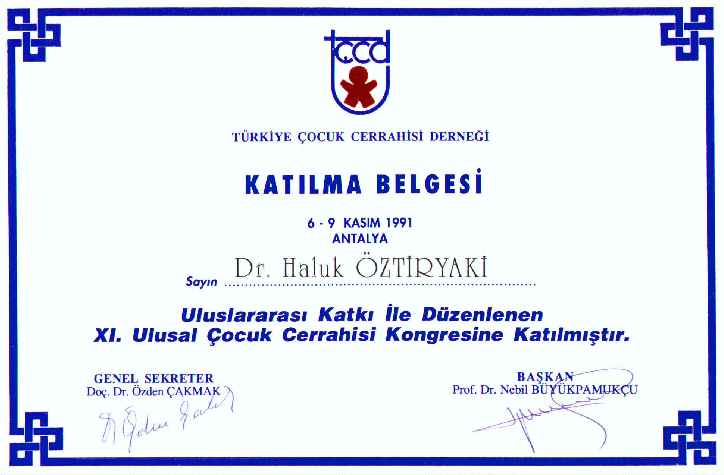 tçcd
TÜRKİYE ÇOCUK CERRAHİSİ DERNEĞİ
KATILMA BELGESİ
6 - 9 KASIM 1991
ANTALYA
Sayın Dr. Haluk ÖZTİRYAKİ
Uluslararası Katkı İle Düzenlenen
XI. Ulusal Çocuk Cerrahisi Kongresine Katılmıştır.
GENEL SEKRETER
Doç. Dr. Özden ÇAKMAK
BAŞKAN
Prof. Dr. Nebil BÜYÜKPAMUKÇU